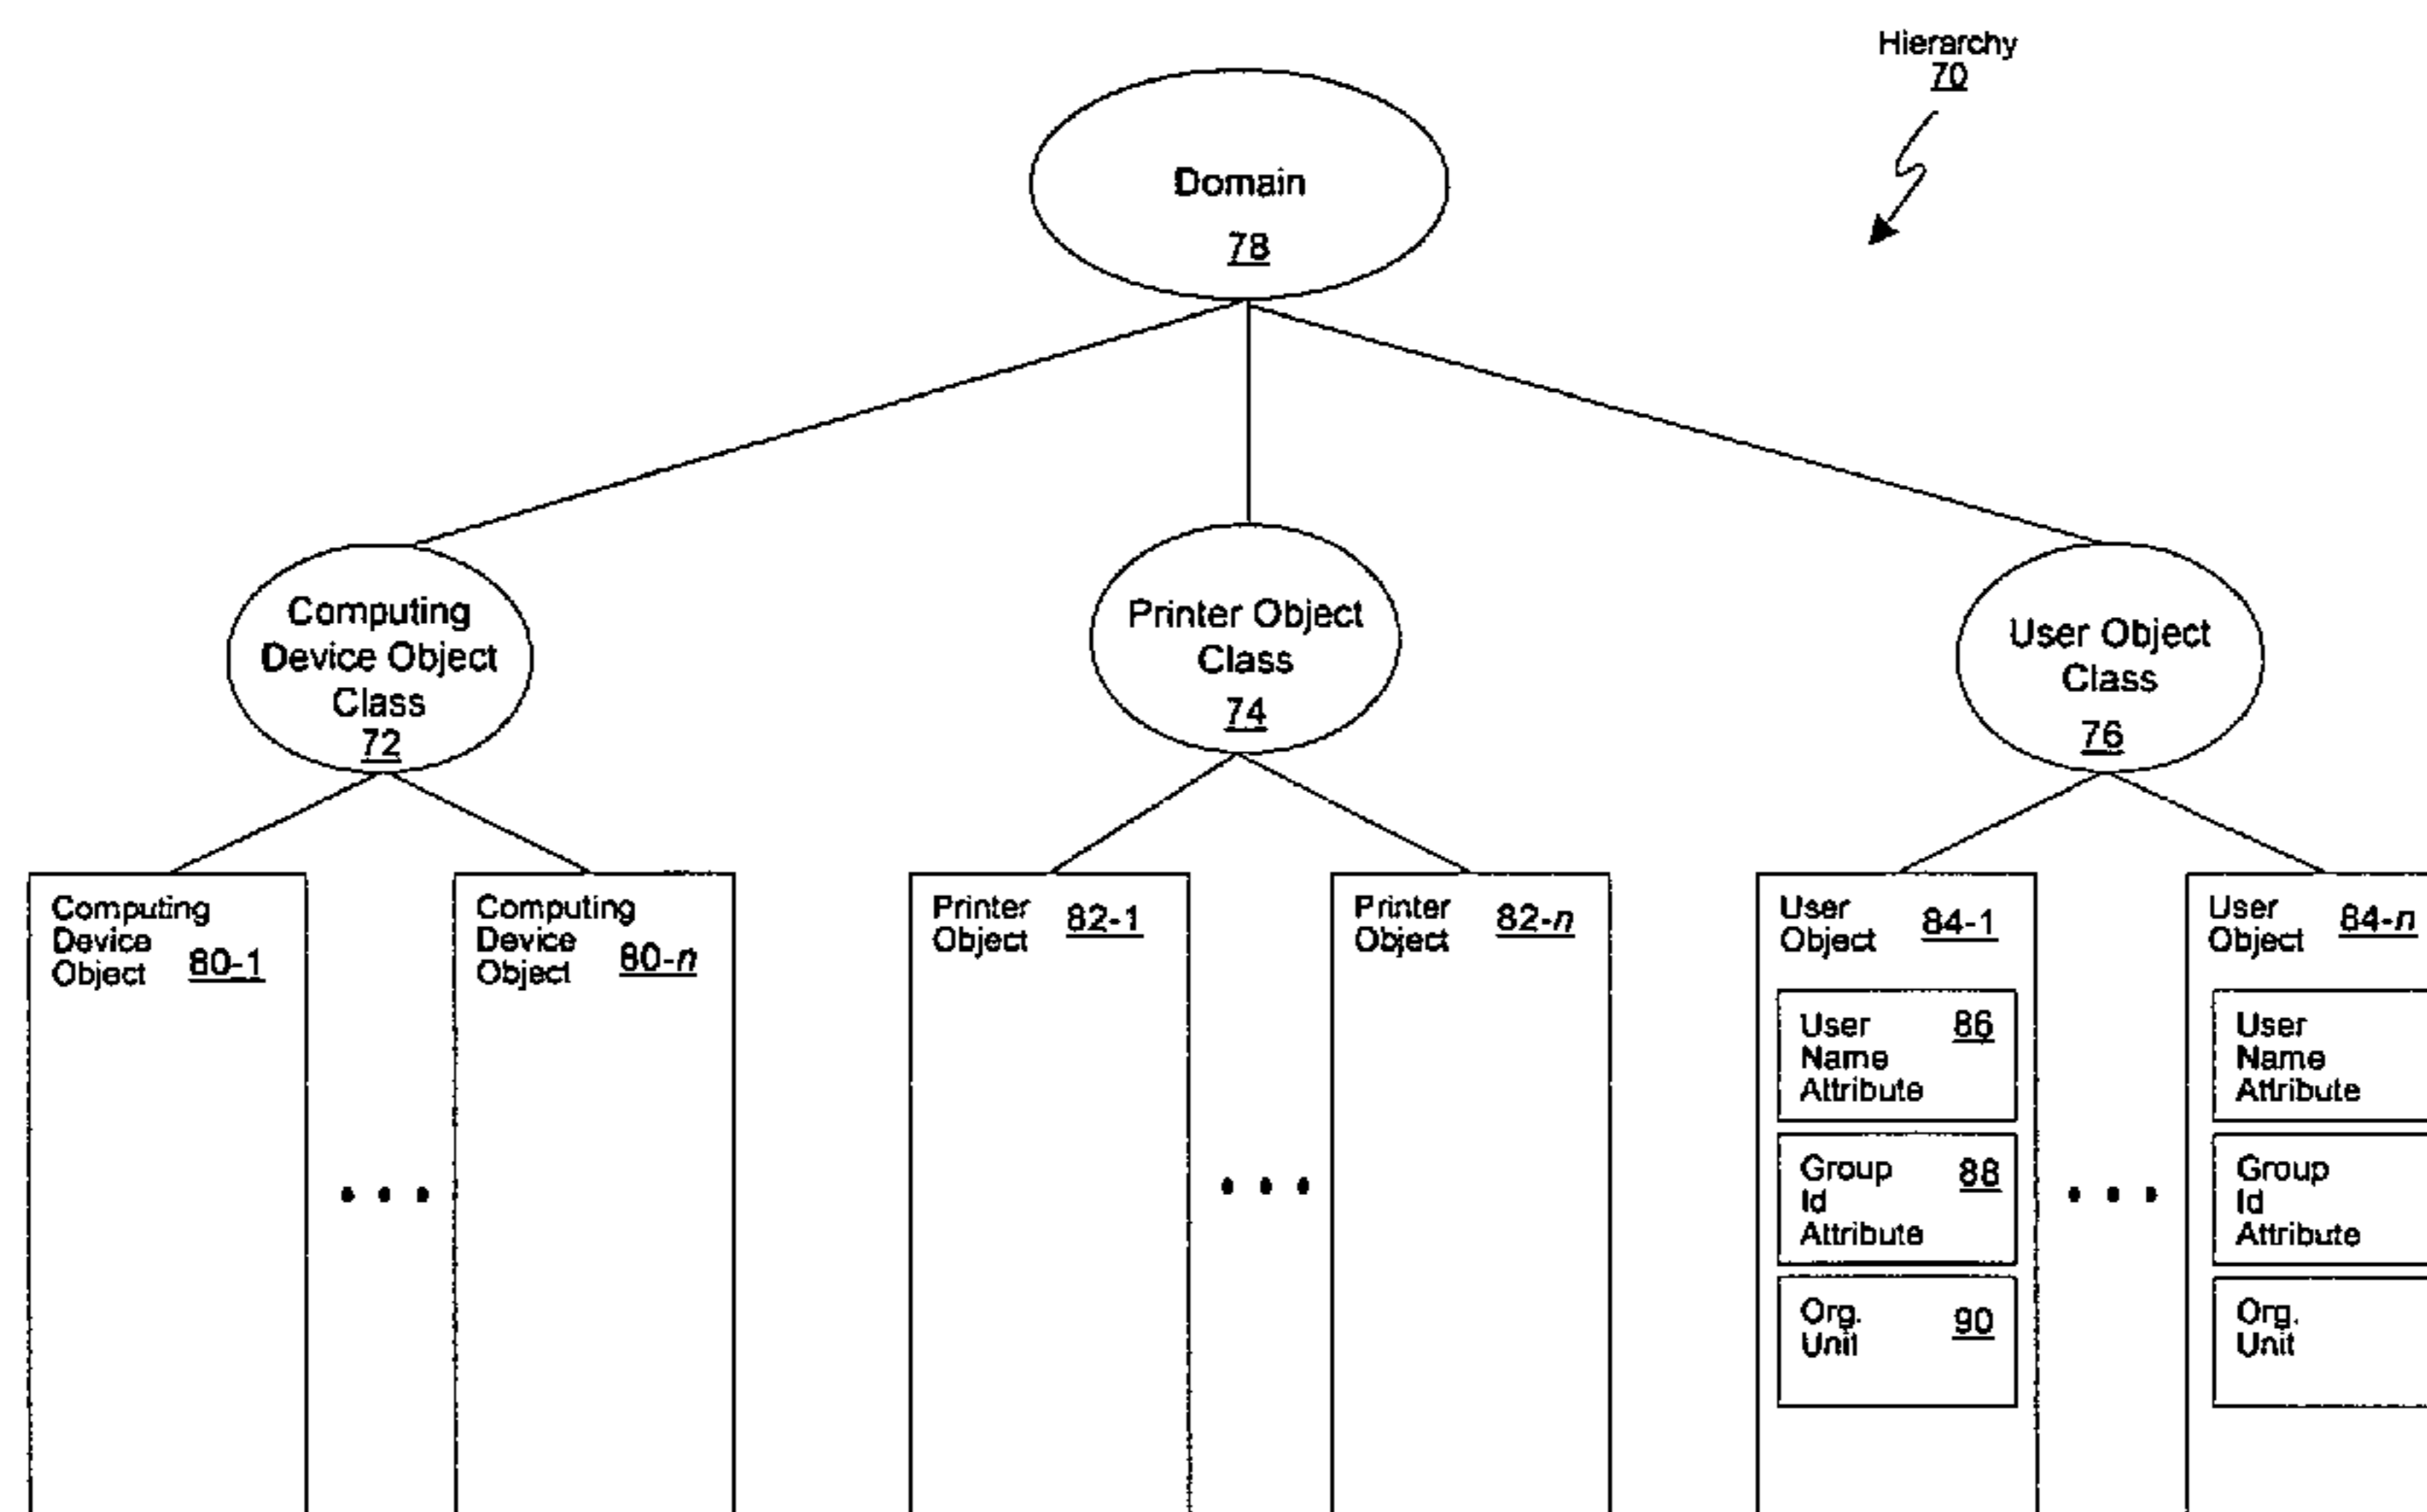 Hierarchy
70
Domain
78
Computing
Device Object
Class
72
Printer Object
Class
74
User Object
Class
76
Computing
Device
Object
80-1
Computing
Device
Object
80-n
Printer
Object
82-1
Printer
Object
82-n
User
Object
84-1
User
Name
Attribute
86
Group
Id
Attribute
88
Org.
Unit
90
User
Object
84-n
User
Name
Attribute
Group
Id
Attribute
Org.
Unit